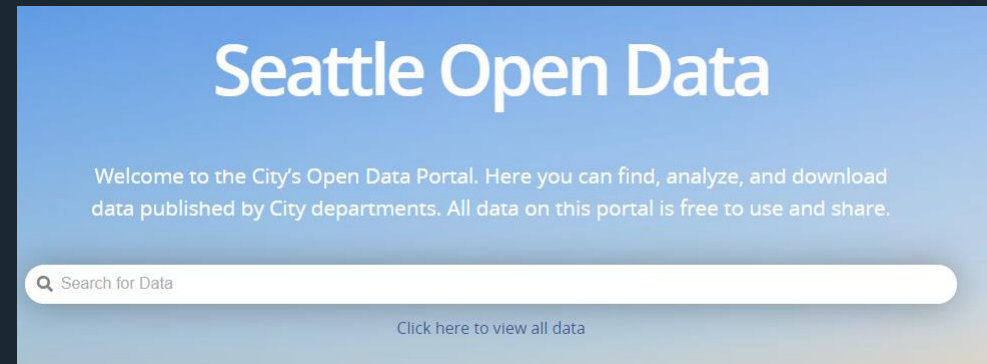 Seattle Open Data
Welcome to the City's Open Data Portal. Here you can find, analyze, and download
data published by City departments. All data on this portal is free to use and share.
Search for Data
Click here to view all data